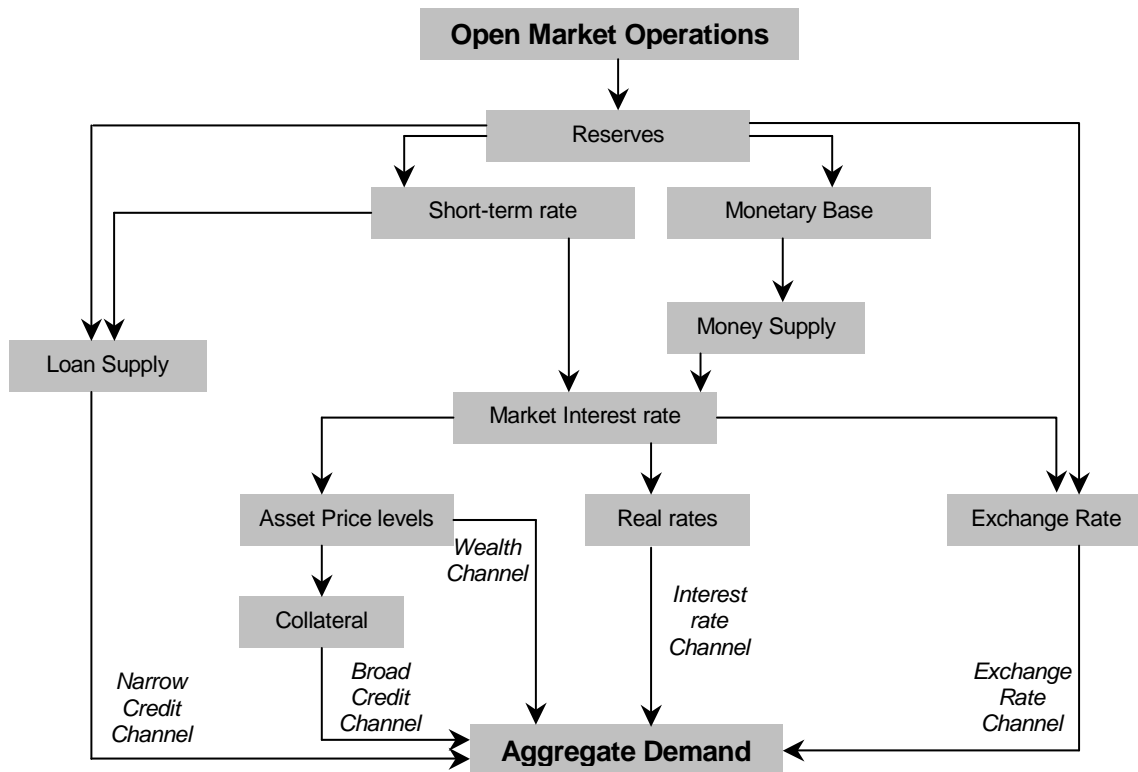 Open Market Operations
Reserves
Short-term rate
Monetary Base
Money Supply
Loan Supply
Market Interest rate
Asset Price levels
Real rates
Exchange Rate
Wealth
Channel
Collateral
Interest
rate
Channel
Narrow
Credit
Channel
Broad
Credit
Channel
Exchange
Rate
Channel
Aggregate Demand